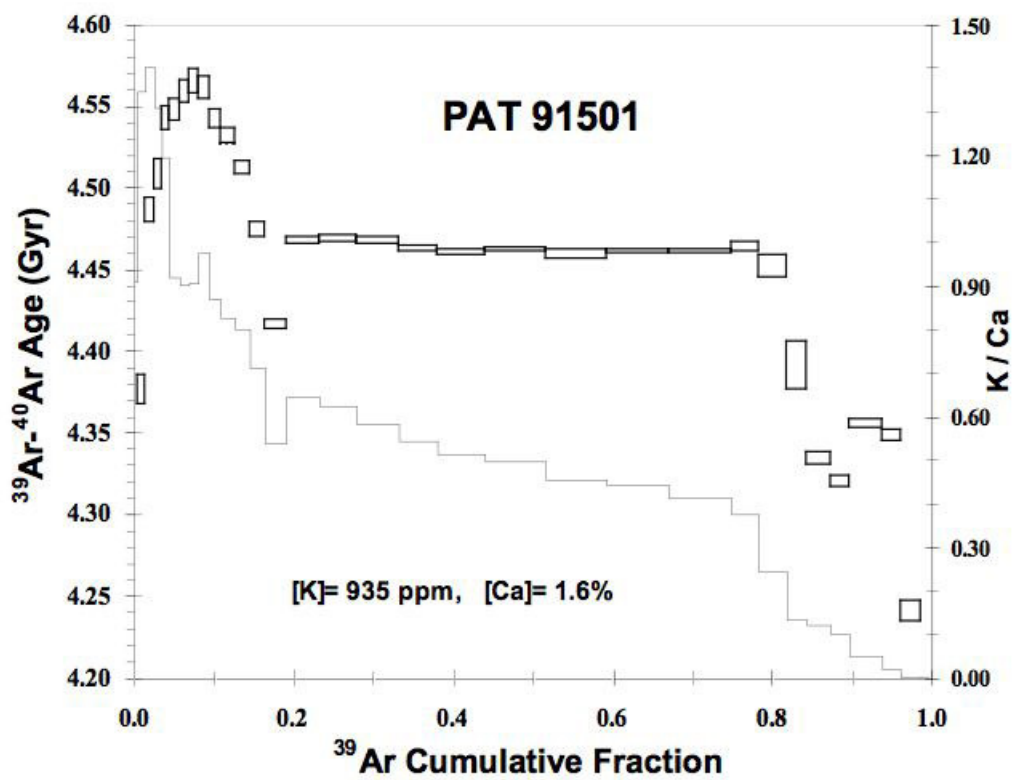 PAT 91501
[K]= 935 ppm, [Ca]= 1.6%
³⁹Ar-⁴⁰Ar Age (Gyr)
4.60
4.55
4.50
4.45
4.40
4.35
4.30
4.25
4.20
K / Ca
1.50
1.20
0.90
0.60
0.30
0.00
0.0 0.2 0.4 0.6 0.8 1.0
³⁹Ar Cumulative Fraction